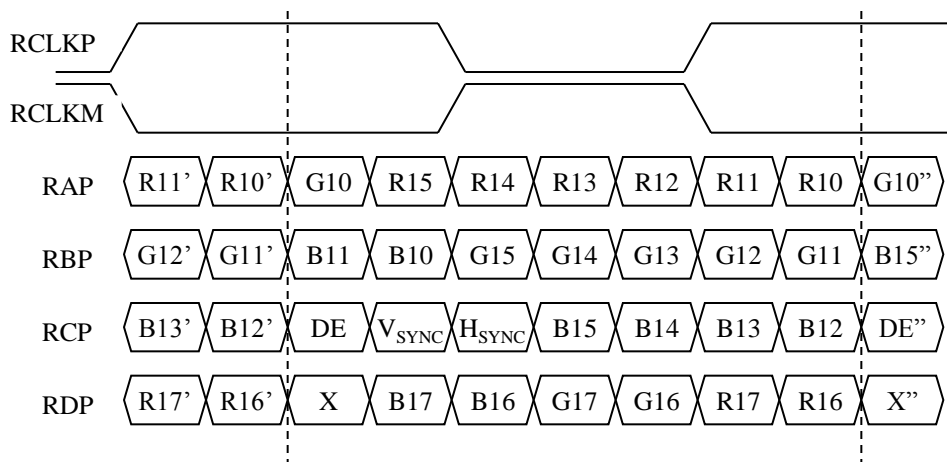 RCLKP
RCLKM
RAP R11’ R10’ G10 R15 R14 R13 R12 R11 R10 G10”
RBP G12’ G11’ B11 B10 G15 G14 G13 G12 G11 B15”
RCP B13’ B12’ DE VSYNC HSYNC B15 B14 B13 B12 DE”
RDP R17’ R16’ X B17 B16 G17 G16 R17 R16 X”